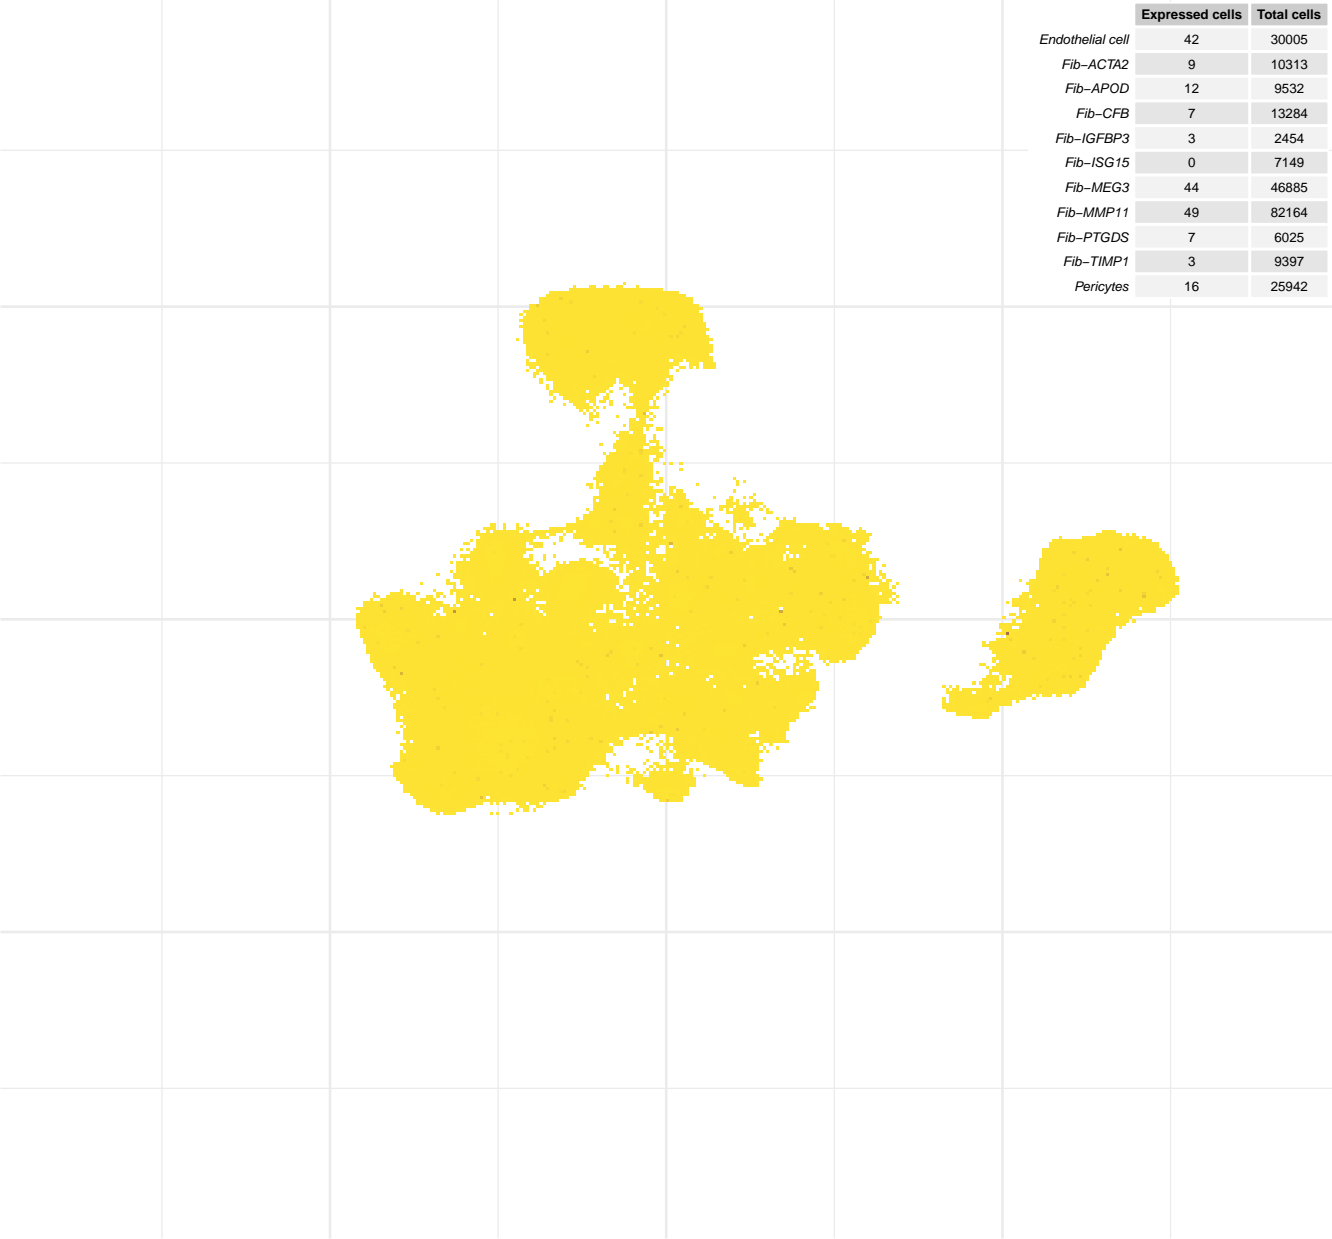 Expressed cells Total cells
Endothelial cell 42 30005
Fib−ACTA2 9 10313
Fib−APOD 12 9532
Fib−CFB 7 13284
Fib−IGFBP3 3 2454
Fib−ISG15 0 7149
Fib−MEG3 44 46885
Fib−MMP11 49 82164
Fib−PTGDS 7 6025
Fib−TIMP1 3 9397
Pericytes 16 25942